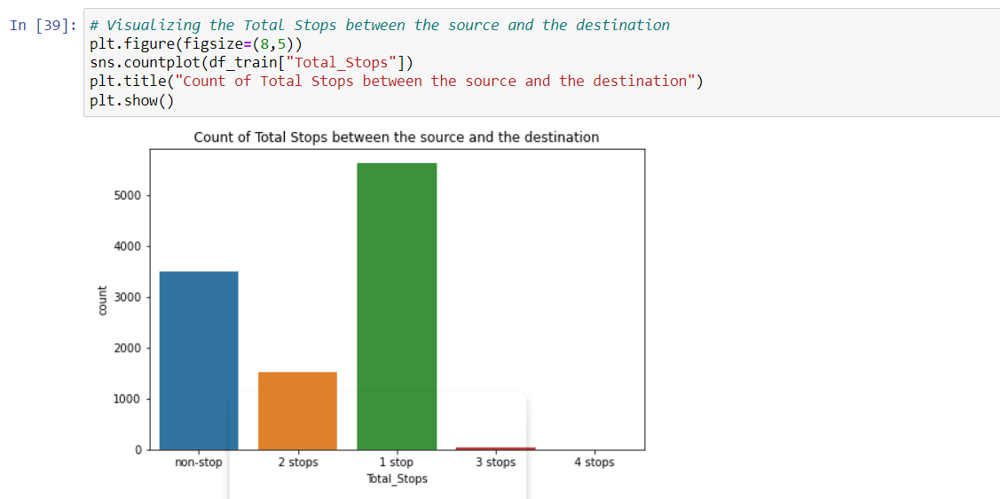 In [39]: # Visualizing the Total Stops between the source and the destination
plt.figure(figsize=(8,5))
sns.countplot(df_train["Total_Stops"])
plt.title("Count of Total Stops between the source and the destination")
plt.show()
Count of Total Stops between the source and the destination
5000
4000
3000
2000
1000
0
count
non-stop 2 stops 1 stop 3 stops 4 stops
Total_Stops